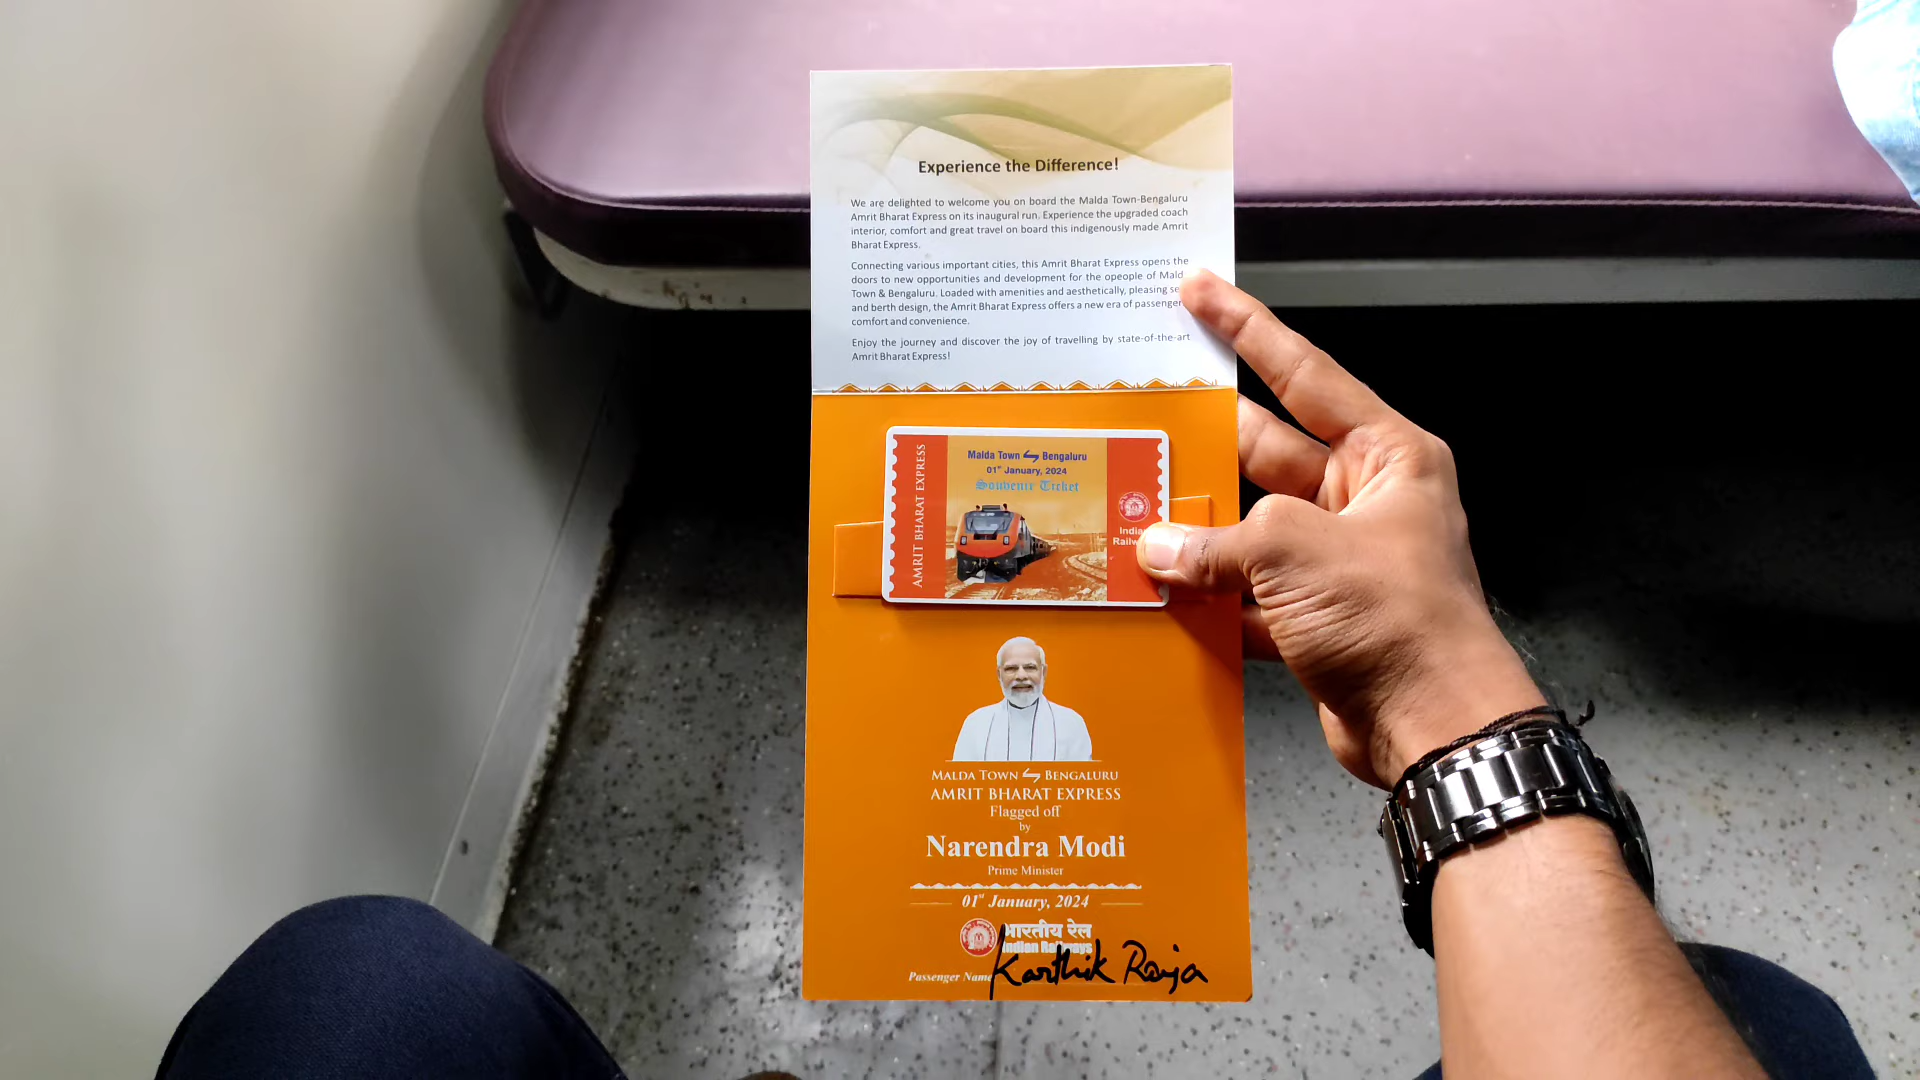 Experience the Difference!
We are delighted to welcome you on board the Malda Town-Bengaluru
Amrit Bharat Express on its inaugural run. Experience the upgraded coach
interior, comfort and great travel on board this indigenously made Amrit
Bharat Express.
Connecting various important cities, this Amrit Bharat Express opens the
doors to new opportunities and development for the opeople of
Town & Bengaluru. Loaded with amenities and aesthetically, pleasing
and berth design, the Amrit Bharat Express offers a new era of passenger
comfort and convenience.
Enjoy the journey and discover the joy of travelling by state-of-the-art
Amrit Bharat Express!
AMRIT BHARAT EXPRESS
Malda Town Bengaluru
01st January, 2024
Souvenir Ticket
MALDA TOWN BENGALURU
AMRIT BHARAT EXPRESS
Flagged off
by
Narendra Modi
Prime Minister
01st January, 2024
भारतीय रेल
Indian Railways
Passenger Name
Karthik Raja